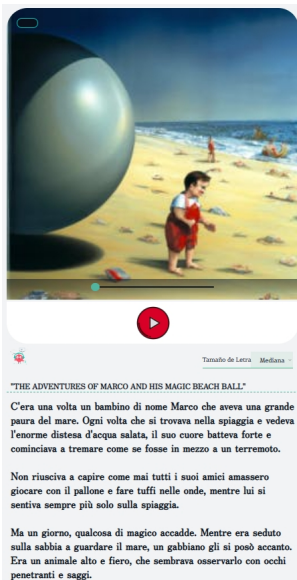 Tamaño de Letra Mediana
"THE ADVENTURES OF MARCO AND HIS MAGIC BEACH BALL"
C'era una volta un bambino di nome Marco che aveva una grande
paura del mare. Ogni volta che si trovava nella spiaggia e vedeva
l'enorme distesa d'acqua salata, il suo cuore batteva forte e
cominciava a tremare come se fosse in mezzo a un terremoto.
Non riusciva a capire come mai tutti i suoi amici amassero
giocare con il pallone e fare tuffi nelle onde, mentre lui si
sentiva sempre più solo sulla spiaggia.
Ma un giorno, qualcosa di magico accadde. Mentre era seduto
sulla sabbia a guardare il mare, un gabbiano gli si posò accanto.
Era un animale alto e fiero, che sembrava osservarlo con occhi
penetranti e saggi.